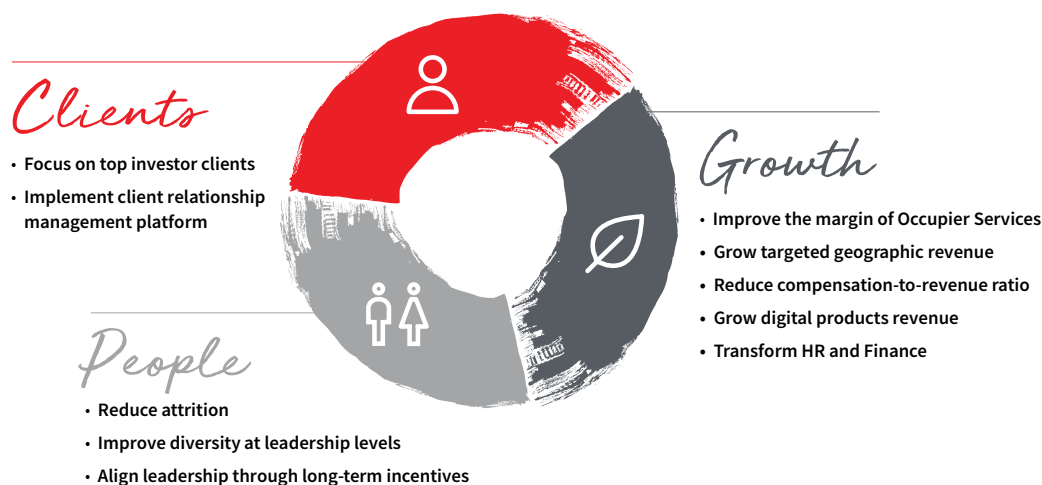 Clients
• Focus on top investor clients
• Implement client relationship
management platform
Growth
• Improve the margin of Occupier Services
• Grow targeted geographic revenue
• Reduce compensation-to-revenue ratio
• Grow digital products revenue
• Transform HR and Finance
People
• Reduce attrition
• Improve diversity at leadership levels
• Align leadership through long-term incentives